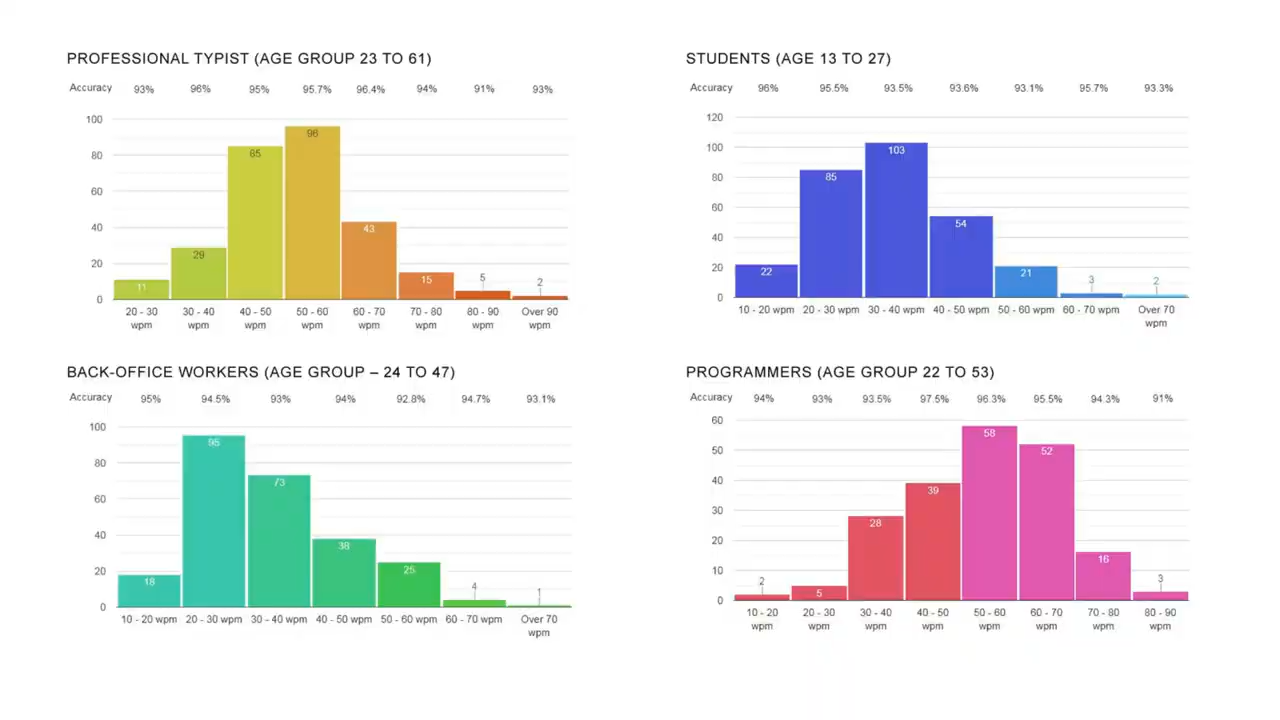 PROFESSIONAL TYPIST (AGE GROUP 23 TO 61)
Accuracy 93% 96% 95% 95.7% 96.4% 94% 91% 93%
100
80
60
40
20
0
11 29 85 96 43 15 5 2
20 - 30 wpm
30 - 40 wpm
40 - 50 wpm
50 - 60 wpm
60 - 70 wpm
70 - 80 wpm
80 - 90 wpm
Over 90 wpm
STUDENTS (AGE 13 TO 27)
Accuracy 96% 95.5% 93.5% 93.6% 93.1% 95.7% 93.3%
120
100
80
60
40
20
0
22 85 103 54 21 3 2
10 - 20 wpm
20 - 30 wpm
30 - 40 wpm
40 - 50 wpm
50 - 60 wpm
60 - 70 wpm
Over 70 wpm
BACK-OFFICE WORKERS (AGE GROUP – 24 TO 47)
Accuracy 95% 94.5% 93% 94% 92.8% 94.7% 93.1%
100
80
60
40
20
0
18 95 73 38 25 4 1
10 - 20 wpm
20 - 30 wpm
30 - 40 wpm
40 - 50 wpm
50 - 60 wpm
60 - 70 wpm
Over 70 wpm
PROGRAMMERS (AGE GROUP 22 TO 53)
Accuracy 94% 93% 93.5% 97.5% 96.3% 95.5% 94.3% 91%
60
50
40
30
20
10
0
2 5 28 39 58 52 16 3
10 - 20 wpm
20 - 30 wpm
30 - 40 wpm
40 - 50 wpm
50 - 60 wpm
60 - 70 wpm
70 - 80 wpm
80 - 90 wpm